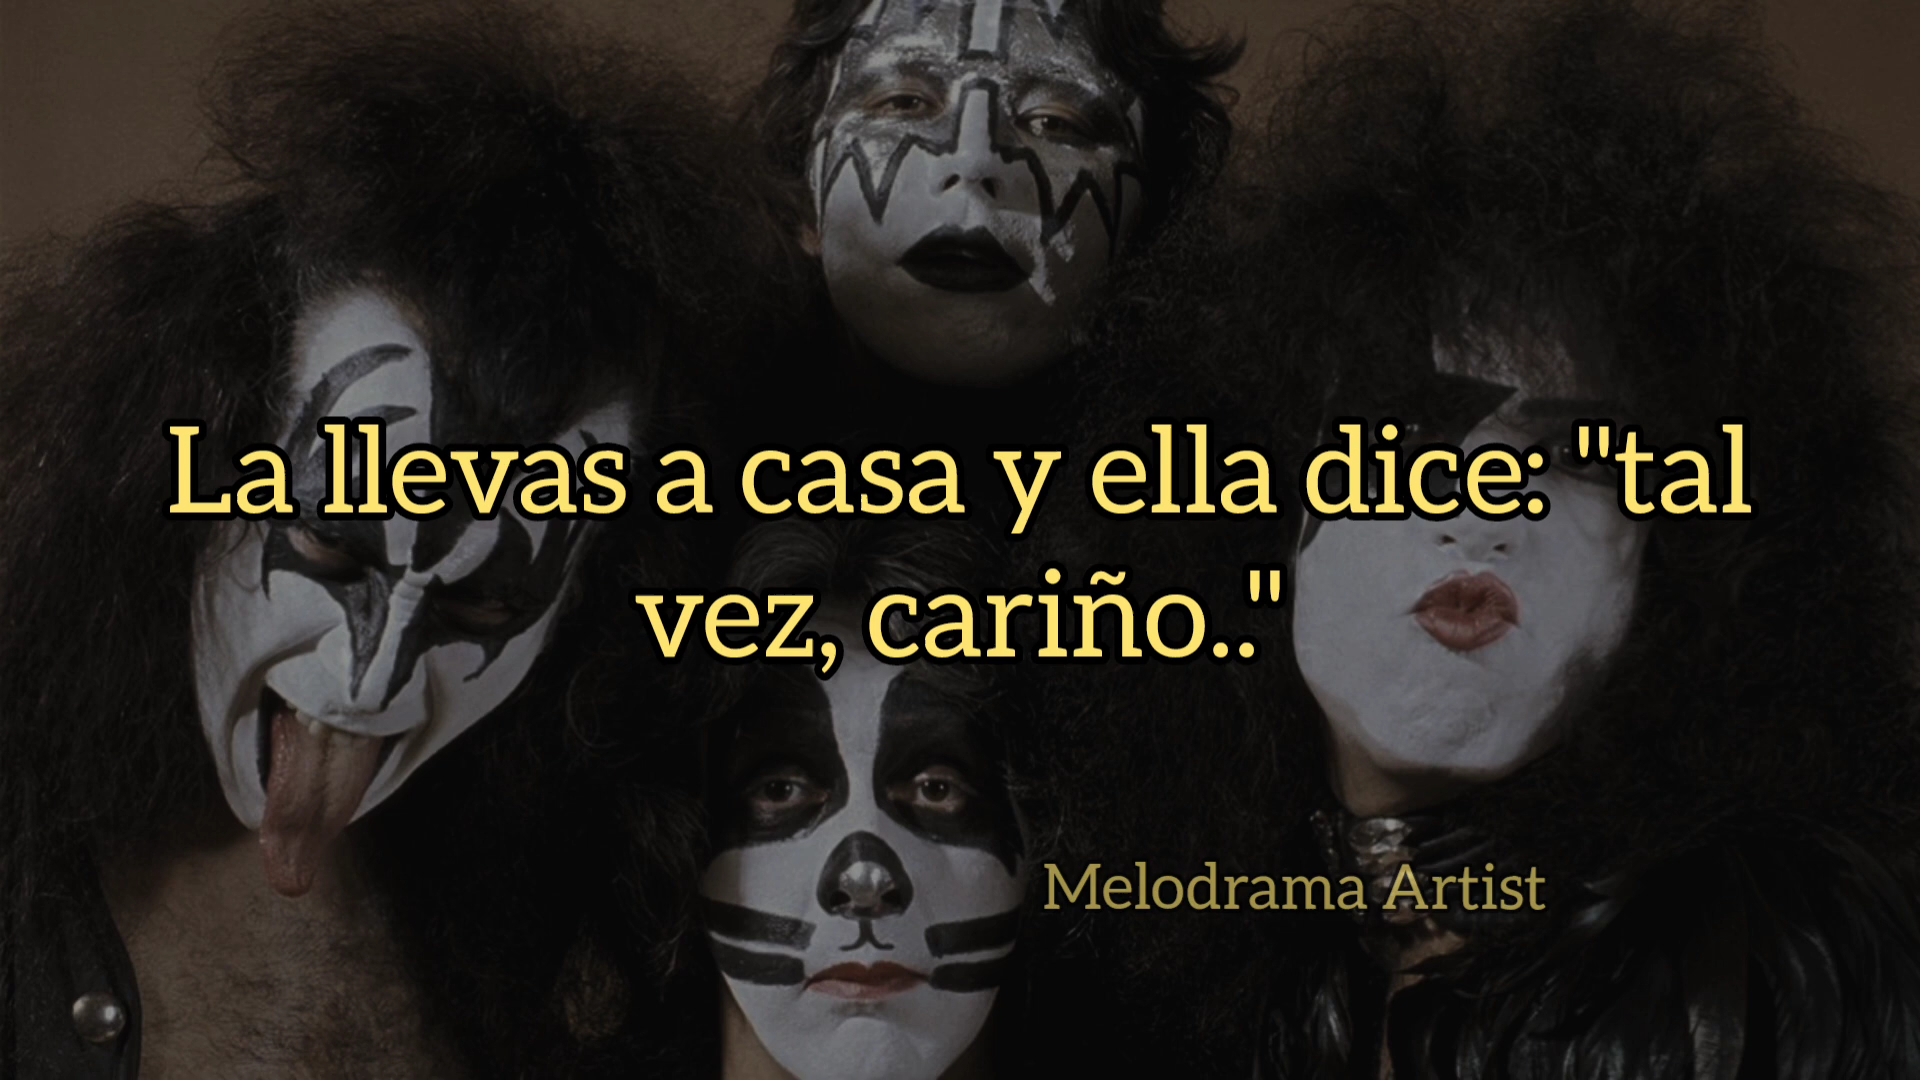 La llevas a casa y ella dice: "tal
vez, cariño.."
Melodrama Artist